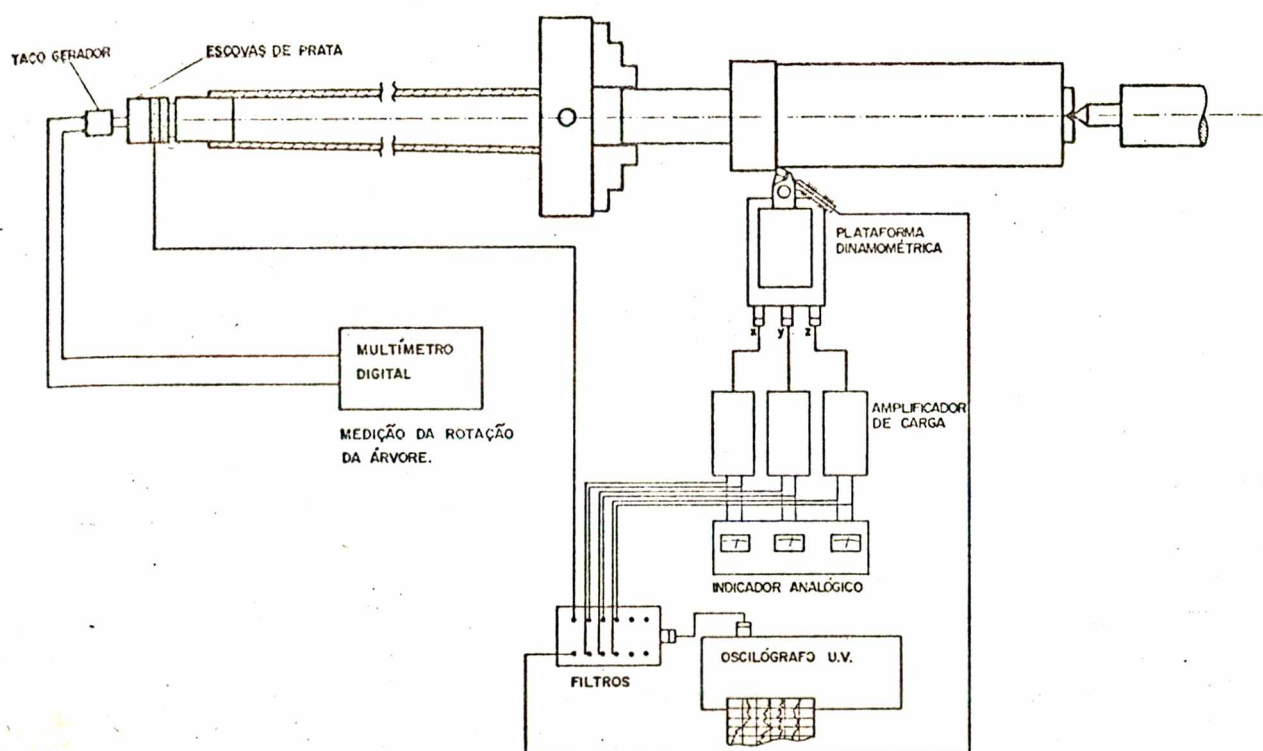 TACO GERADOR
ESCOVAS DE PRATA
PLATAFORMA
DINAMOMÉTRICA
x y z
MULTÍMETRO
DIGITAL
MEDIÇÃO DA ROTAÇÃO
DA ÁRVORE.
AMPLIFICADOR
DE CARGA
INDICADOR ANALÓGICO
OSCILÓGRAFO U.V.
FILTROS